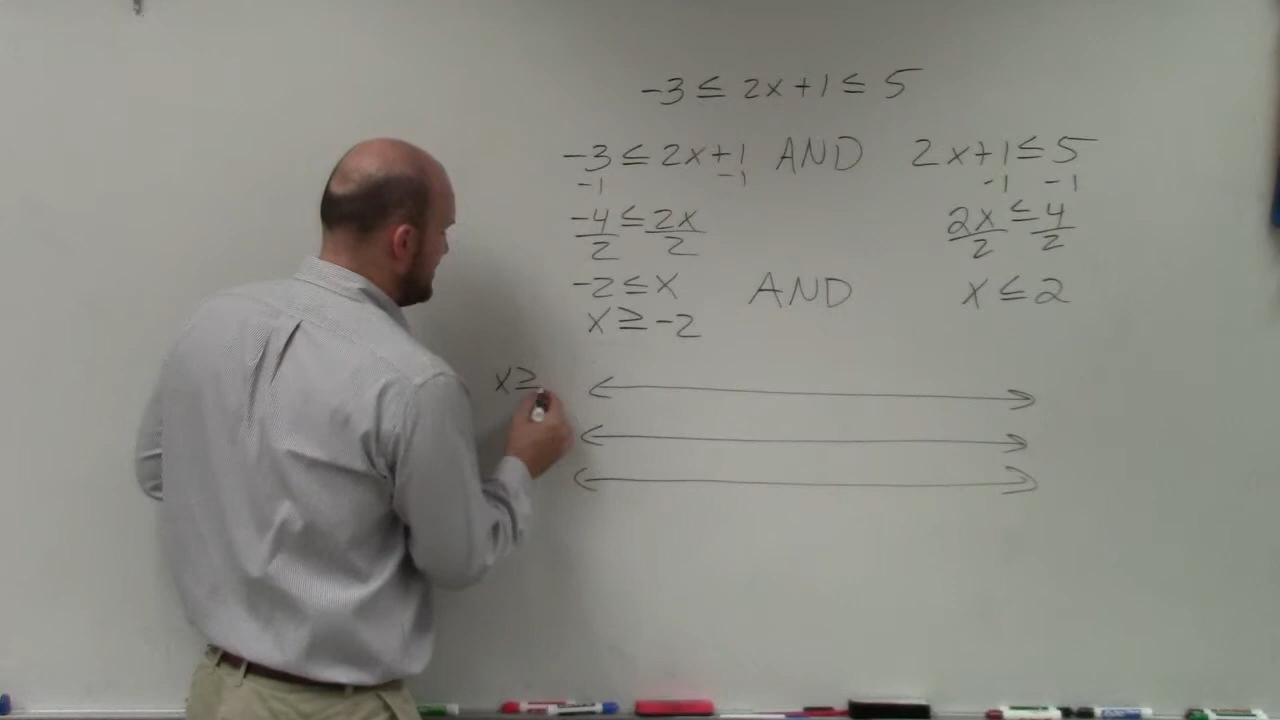 -3 ≤ 2x+1 ≤ 5
-3 ≤ 2x+1 AND 2x+1 ≤ 5
-1 -1 -1 -1
-4 ≤ 2x 2x ≤ 4
2 2 2 2
-2 ≤ x AND x ≤ 2
x ≥ -2
x ≥